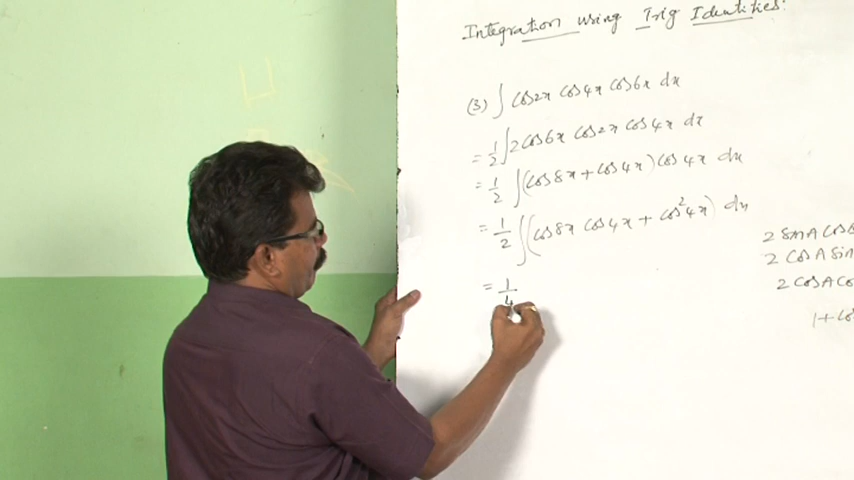 Integration using Trig Identities:
(3) ∫ cos2x cos4x cos6x dx
= 1/2 ∫ 2cos6x cos2x cos4x dx
= 1/2 ∫ (cos8x + cos4x) cos4x dx
= 1/2 ∫ (cos8x cos4x + cos²4x) dx
= 1/4
2 sinA cosB
2 cosA sin
2 cosA co
1 + co